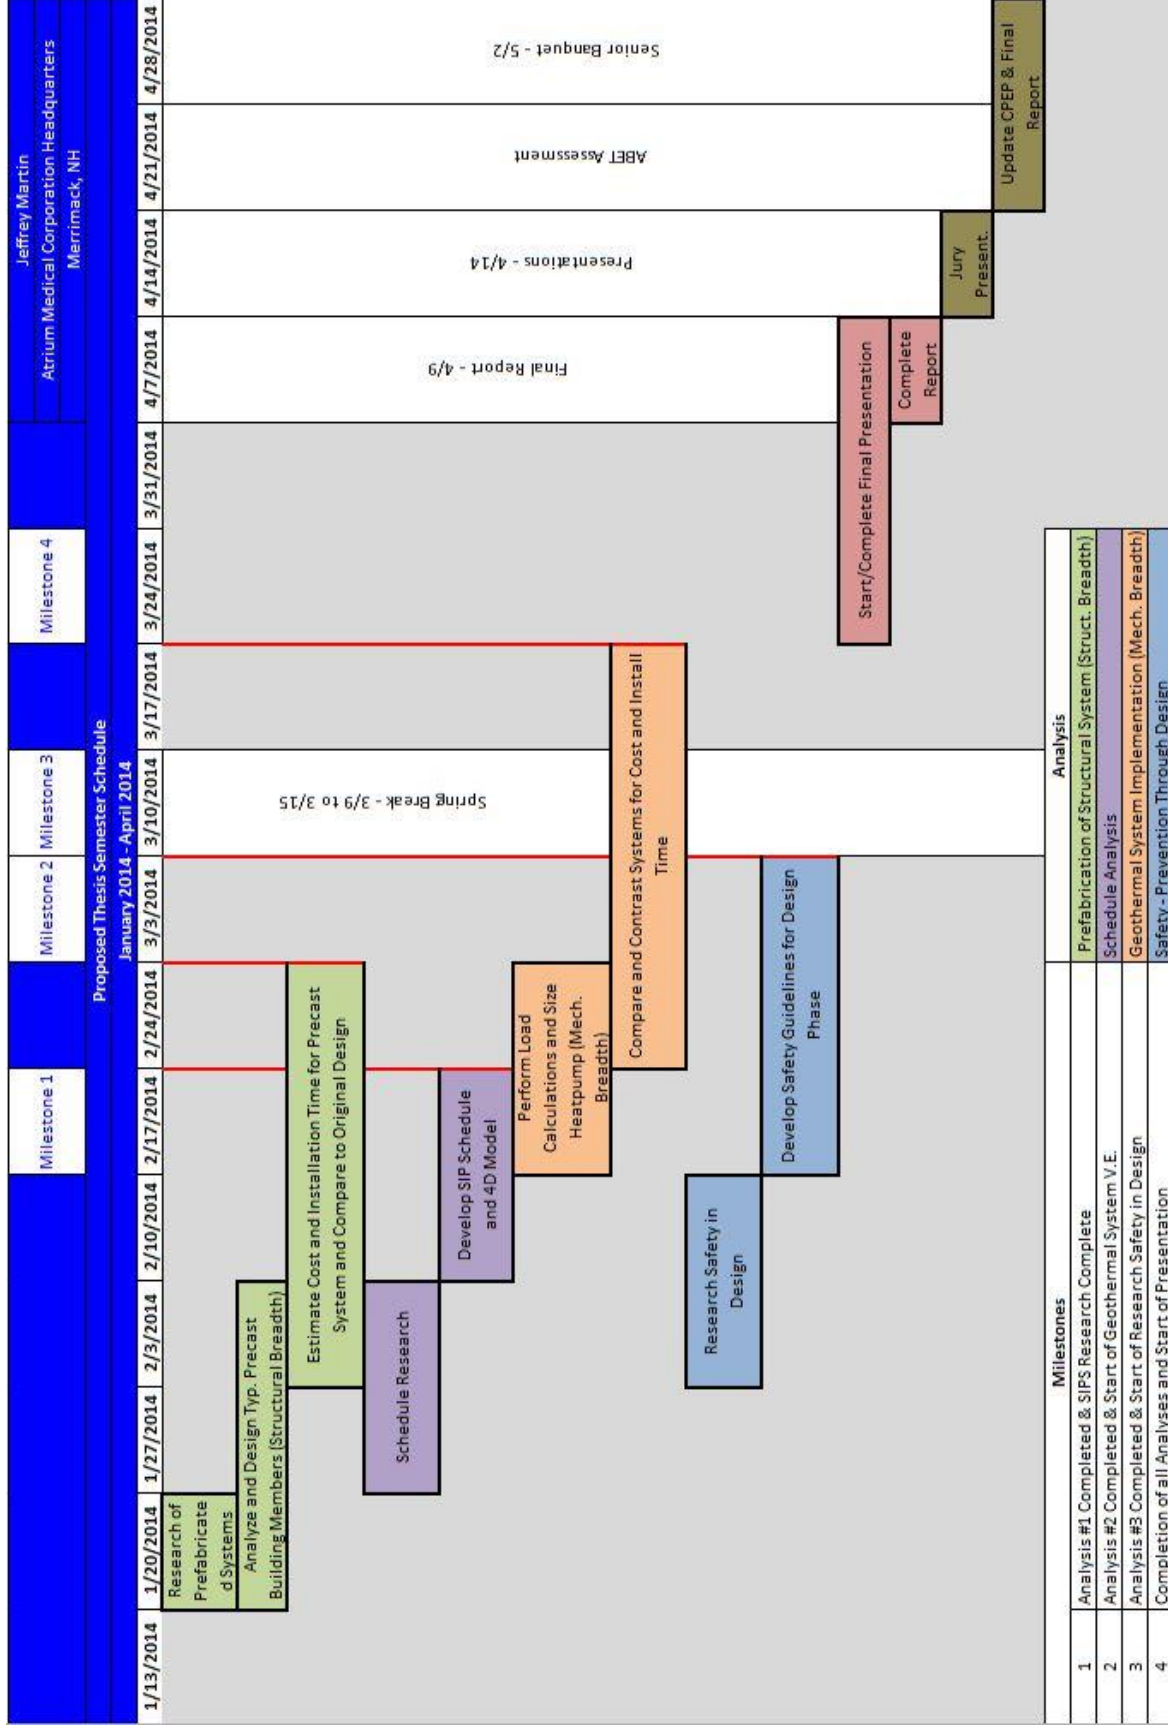 Jeffrey Martin
Atrium Medical Corporation Headquarters
Merrimack, NH
Milestone 1
Milestone 2
Milestone 3
Milestone 4
Proposed Thesis Semester Schedule
January 2014 - April 2014
1/13/2014
1/20/2014
1/27/2014
2/3/2014
2/10/2014
2/17/2014
2/24/2014
3/3/2014
3/10/2014
3/17/2014
3/24/2014
3/31/2014
4/7/2014
4/14/2014
4/21/2014
4/28/2014
Research of
Prefabricate
d Systems
Analyze and Design Typ. Precast
Building Members (Structural Breadth)
Estimate Cost and Installation Time for Precast
System and Compare to Original Design
Schedule Research
Develop SIP Schedule
and 4D Model
Perform Load
Calculations and Size
Heatpump (Mech.
Breadth)
Compare and Contrast Systems for Cost and Install
Time
Research Safety in
Design
Develop Safety Guidelines for Design
Phase
Spring Break - 3/9 to 3/15
Start/Complete Final Presentation
Complete
Report
Jury
Present.
Update CPEP & Final
Report
Final Report - 4/9
Presentations - 4/14
ABET Assessment
Senior Banquet - 5/2
Milestones
1 Analysis #1 Completed & SIPS Research Complete
2 Analysis #2 Completed & Start of Geothermal System V.E.
3 Analysis #3 Completed & Start of Research Safety in Design
4 Completion of all Analyses and Start of Presentation
Analysis
Prefabrication of Structural System (Struct. Breadth)
Schedule Analysis
Geothermal System Implementation (Mech. Breadth)
Safety - Prevention Through Design